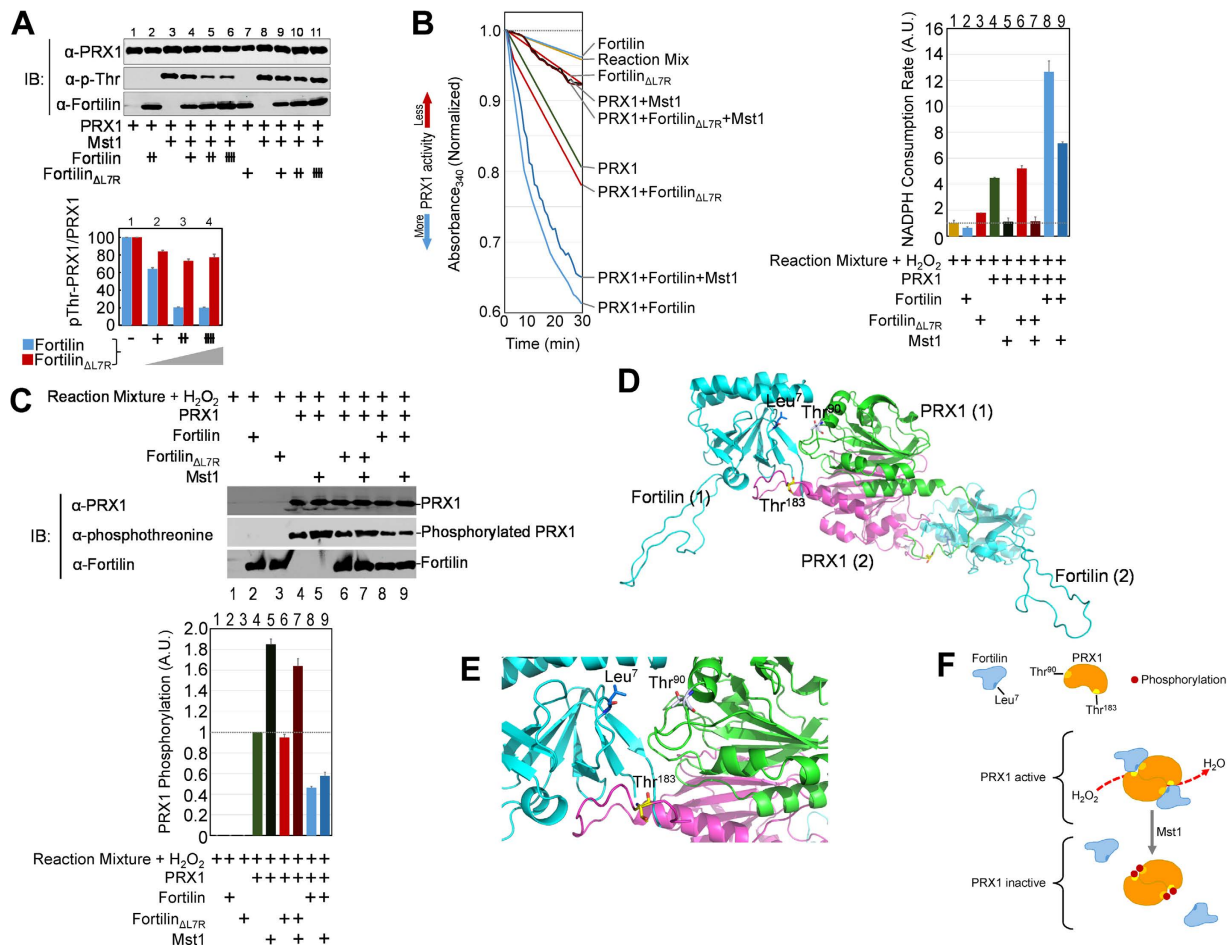 A
1 2 3 4 5 6 7 8 9 10 11
α-PRX1
IB: α-p-Thr
α-Fortilin
PRX1 + + + + + + + + + + +
Mst1 + + + + + + + +
Fortilin
FortilinΔL7R
pThr-PRX1/PRX1
1 2 3 4
100
80
60
40
20
0
- +
Fortilin
FortilinΔL7R
B
Less
PRX1 activity
More
Absorbance340 (Normalized)
1.0
0.9
0.8
0.7
0.6
0 10 20 30
Time (min)
Fortilin
Reaction Mix
FortilinΔL7R
PRX1+Mst1
PRX1+FortilinΔL7R+Mst1
PRX1
PRX1+FortilinΔL7R
PRX1+Fortilin+Mst1
PRX1+Fortilin
1 2 3 4 5 6 7 8 9
NADPH Consumption Rate (A.U.)
16
14
12
10
8
6
4
2
0
Reaction Mixture + H2O2 + + + + + + + + +
PRX1 + + + + + +
Fortilin + + +
FortilinΔL7R + + +
Mst1 + + +
C
Reaction Mixture + H2O2 + + + + + + + + +
PRX1 + + + + + +
Fortilin + + +
FortilinΔL7R + + +
Mst1 + + +
α-PRX1 PRX1
IB: α-phosphothreonine Phosphorylated PRX1
α-Fortilin Fortilin
1 2 3 4 5 6 7 8 9
1 2 3 4 5 6 7 8 9
PRX1 Phosphorylation (A.U.)
2.0
1.8
1.6
1.4
1.2
1
0.8
0.6
0.4
0.2
0
Reaction Mixture + H2O2 + + + + + + + + +
PRX1 + + + + + +
Fortilin + + +
FortilinΔL7R + + +
Mst1 + + +
D
Leu7
Thr90
PRX1 (1)
Fortilin (1)
Thr183
PRX1 (2)
Fortilin (2)
E
Leu7
Thr90
Thr183
F
Fortilin
PRX1
Thr90
Leu7
Thr183
Phosphorylation
PRX1 active
H2O2
H2O
Mst1
PRX1 inactive